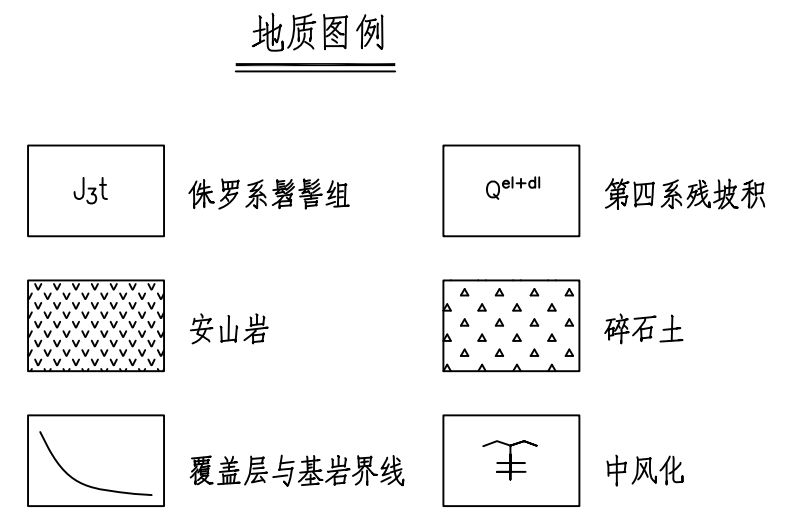 地质图例
J₃t 侏罗系髫髻组
Qᵉˡ⁺ᵈˡ 第四系残坡积
安山岩 碎石土
覆盖层与基岩界线 中风化